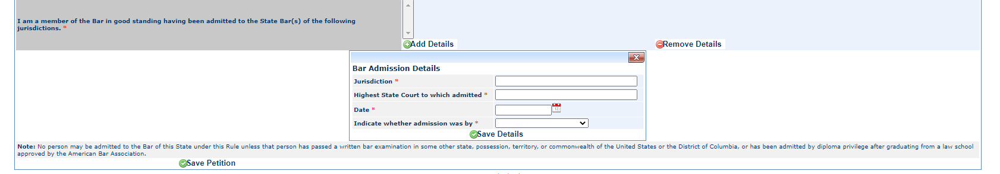 I am a member of the Bar in good standing having been admitted to the State Bar(s) of the following
jurisdictions. *
Add Details
Remove Details
Bar Admission Details
Jurisdiction *
Highest State Court to which admitted *
Date *
Indicate whether admission was by *
Save Details
Note: No person may be admitted to the Bar of this State under this Rule unless that person has passed a written bar examination in some other state, possession, territory, or commonwealth of the United States or the District of Columbia, or has been admitted by diploma privilege after graduating from a law school
approved by the American Bar Association.
Save Petition